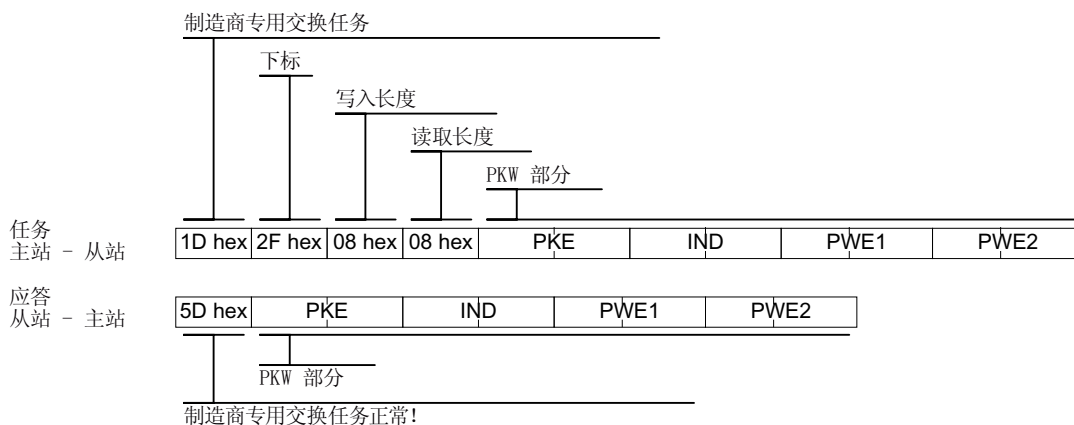 制造商专用交换任务
下标
写入长度
读取长度
PKW 部分
任务
主站 - 从站
1D hex 2F hex 08 hex 08 hex PKE IND PWE1 PWE2
应答
从站 - 主站
5D hex PKE IND PWE1 PWE2
PKW 部分
制造商专用交换任务正常!